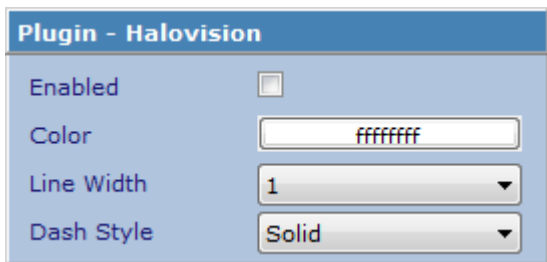 Plugin - Halovision
Enabled
Color ffffffff
Line Width 1
Dash Style Solid